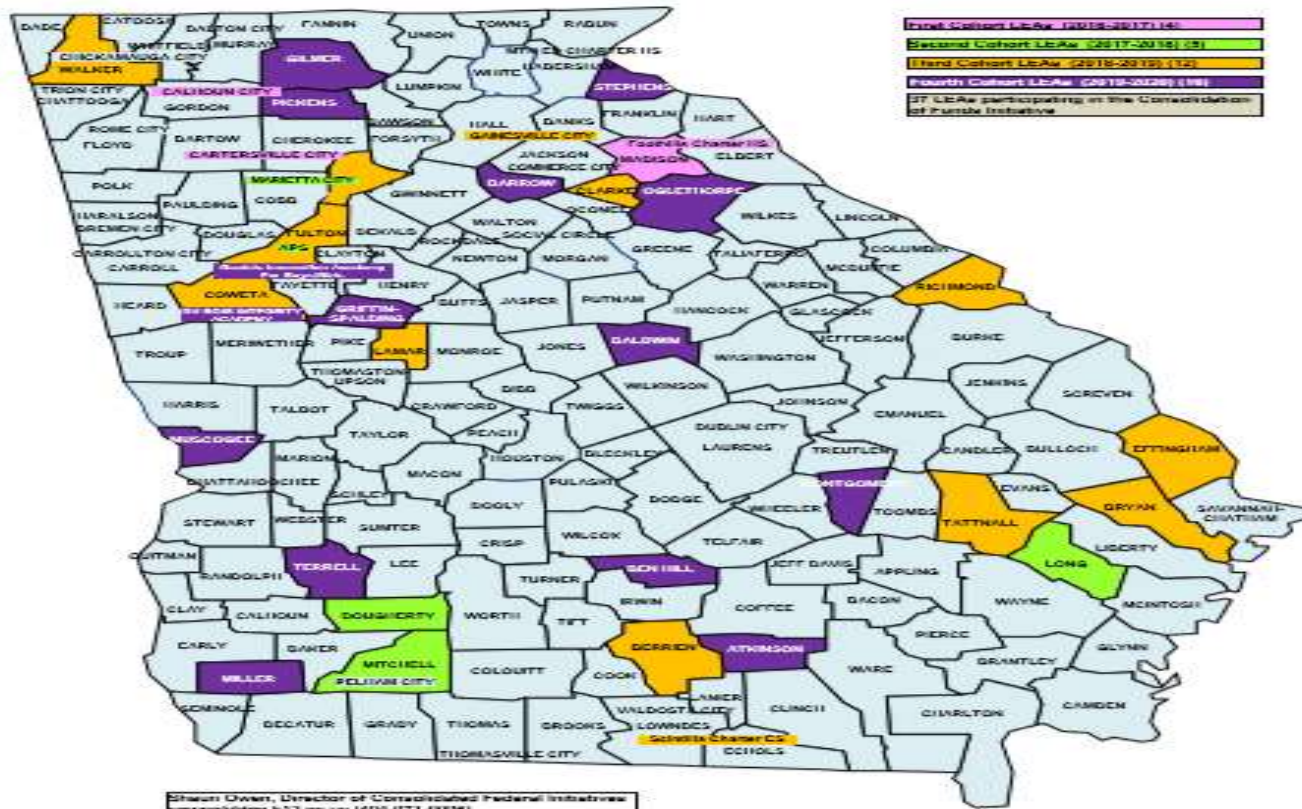 First Cohort LEAs (2016-2017) (4)
Second Cohort LEAs (2017-2018) (5)
Third Cohort LEAs (2018-2019) (12)
Fourth Cohort LEAs (2019-2020) (16)
37 LEAs participating in the Consolidation
of Funds Initiative
DADE
CATOOSA
DALTON CITY
FANNIN
TOWNS
RABUN
UNION
WHITFIELD
MURRAY
CHICKAMAUGA CITY
WALKER
GILMER
WHITE
HABERSHAM
STEPHENS
LUMPKIN
TRION CITY
CHATTOOGA
CALHOUN CITY
GORDON
PICKENS
DAWSON
BANKS
FRANKLIN
HART
HALL
GAINESVILLE CITY
ROME CITY
FLOYD
BARTOW
CHEROKEE
FORSYTH
CARTERSVILLE CITY
JACKSON
COMMERCE CITY
Foothills Charter HS
MADISON
ELBERT
POLK
MARIETTA CITY
COBB
PAULDING
GWINNETT
BARROW
CLARKE
OGLETHORPE
OCONEE
WILKES
LINCOLN
HARALSON
BREMEN CITY
DOUGLAS
FULTON
APS
DEKALB
WALTON
SOCIAL CIRCLE
ROCKDALE
NEWTON
MORGAN
GREENE
TALIAFERRO
COLUMBIA
MCDUFFIE
CARROLLTON CITY
CARROLL
CLAYTON
FAYETTE
HENRY
WARREN
RICHMOND
HEARD
COWETA
ACADEMY
GRIFFIN-
SPALDING
BUTTS
JASPER
PUTNAM
HANCOCK
GLASCOCK
JEFFERSON
BURKE
TROUP
MERIWETHER
PIKE
LAMAR
MONROE
JONES
BALDWIN
WASHINGTON
THOMASTON
UPSON
BIBB
WILKINSON
JENKINS
SCREVEN
HARRIS
TALBOT
CRAWFORD
TWIGGS
JOHNSON
EMANUEL
TAYLOR
PEACH
DUBLIN CITY
LAURENS
MUSCOGEE
MARION
MACON
HOUSTON
BLECKLEY
TREUTLEN
CANDLER
BULLOCH
EFFINGHAM
CHATTAHOOCHEE
SCHLEY
PULASKI
DODGE
MONTGOMERY
EVANS
STEWART
WEBSTER
SUMTER
DOOLY
WHEELER
TOOMBS
TATTNALL
BRYAN
SAVANNAH-
CHATHAM
CRISP
WILCOX
TELFAIR
QUITMAN
RANDOLPH
TERRELL
LEE
TURNER
BEN HILL
JEFF DAVIS
APPLING
LONG
LIBERTY
CLAY
CALHOUN
DOUGHERTY
WORTH
TIFT
IRWIN
COFFEE
BACON
WAYNE
MCINTOSH
EARLY
BAKER
MITCHELL
PELHAM CITY
MILLER
COLQUITT
COOK
BERRIEN
ATKINSON
WARE
PIERCE
BRANTLEY
GLYNN
SEMINOLE
DECATUR
GRADY
THOMAS
THOMASVILLE CITY
BROOKS
LANIER
VALDOSTA CITY
LOWNDES
Scintilla Charter CS
ECHOLS
CLINCH
CHARLTON
CAMDEN
Shaun Owen, Director of Consolidated Federal Initiatives